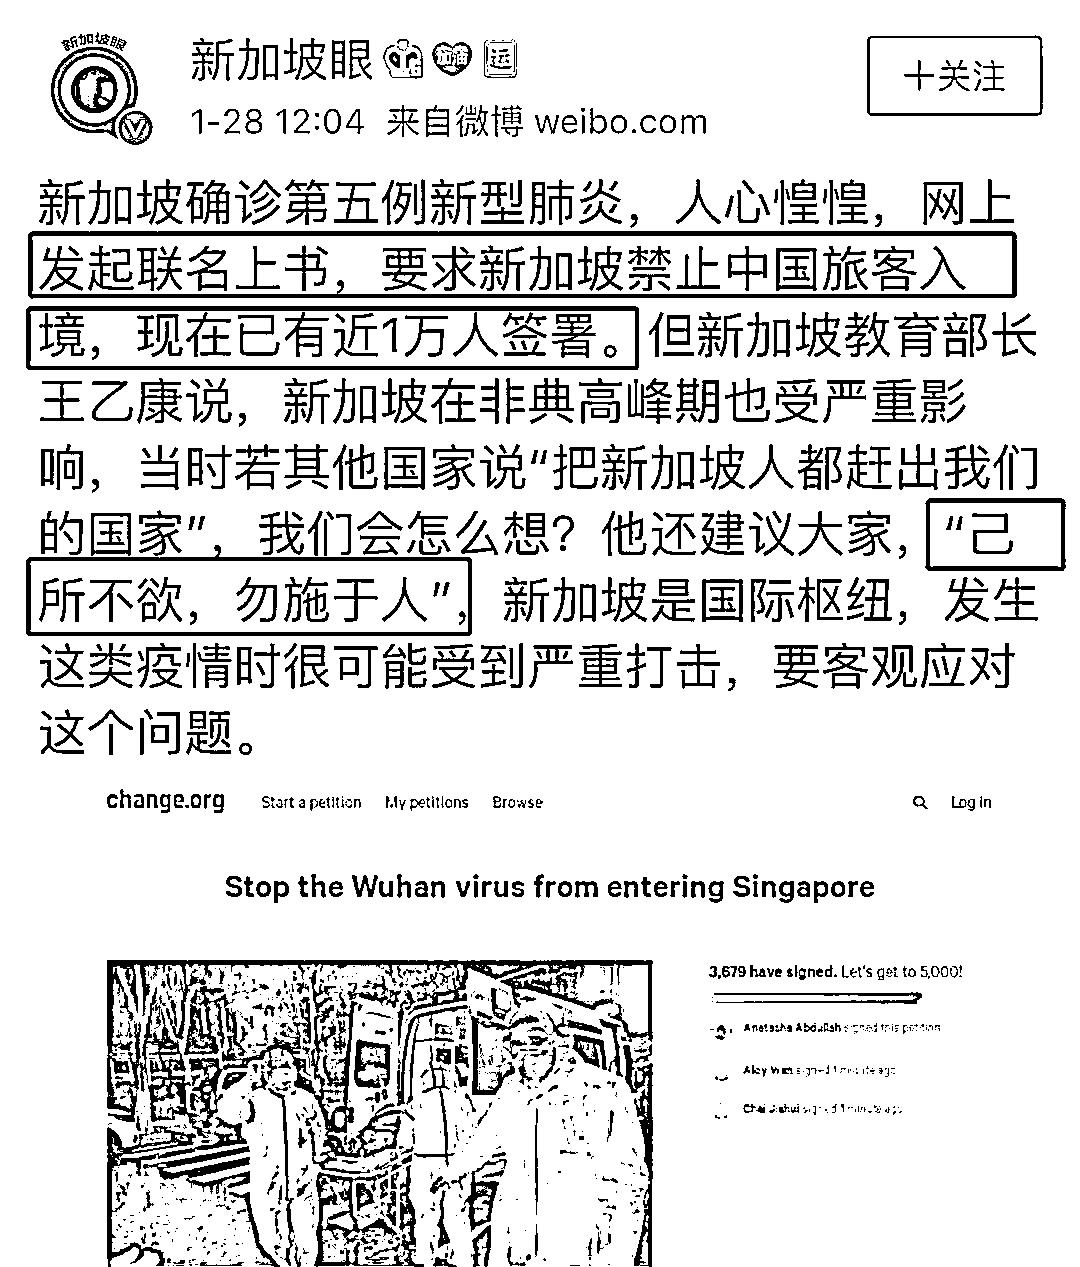 新加坡眼
新加坡眼
1-28 12:04 来自微博 weibo.com
十关注
新加坡确诊第五例新型肺炎，人心惶惶，网上
发起联名上书，要求新加坡禁止中国旅客入
境，现在已有近1万人签署。但新加坡教育部长
王乙康说，新加坡在非典高峰期也受严重影
响，当时若其他国家说“把新加坡人都赶出我们
的国家”，我们会怎么想？他还建议大家，“己
所不欲，勿施于人”，新加坡是国际枢纽，发生
这类疫情时很可能受到严重打击，要客观应对
这个问题。
change.org Start a petition My petitions Browse Log in
Stop the Wuhan virus from entering Singapore
3,679 have signed. Let's get to 5,000!
Anatasha Abdullah signed this petition
signed 1 minute ago
signed 1 minute ago